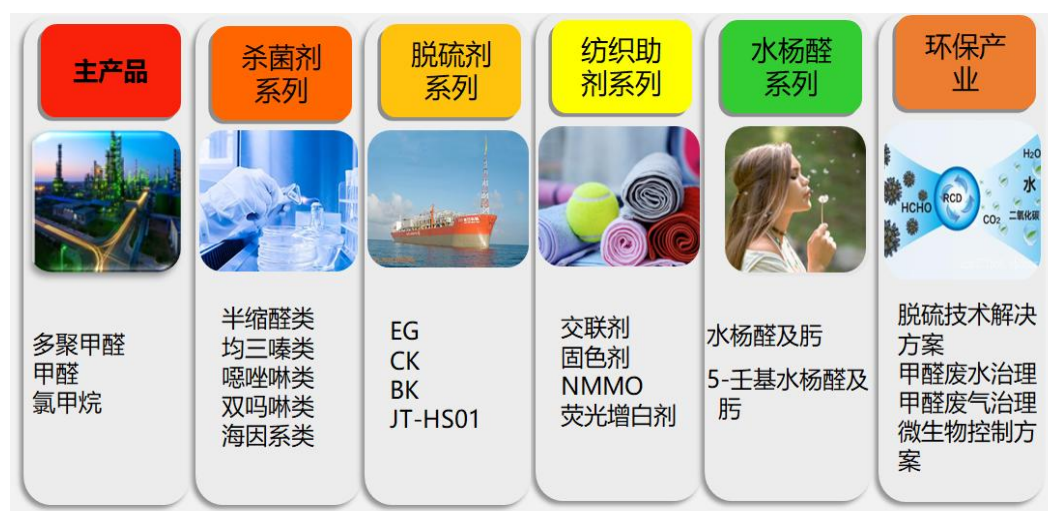 主产品
多聚甲醛
甲醛
氯甲烷
杀菌剂
系列
半缩醛类
均三嗪类
噁唑啉类
双吗啉类
海因系类
脱硫剂
系列
EG
CK
BK
JT-HS01
纺织助
剂系列
交联剂
固色剂
NMMO
荧光增白剂
水杨醛
系列
水杨醛及肟
5-壬基水杨醛及
肟
环保产
业
H₂O
水
HCHO
RCD
CO₂
二氧化碳
脱硫技术解决
方案
甲醛废水治理
甲醛废气治理
微生物控制方
案